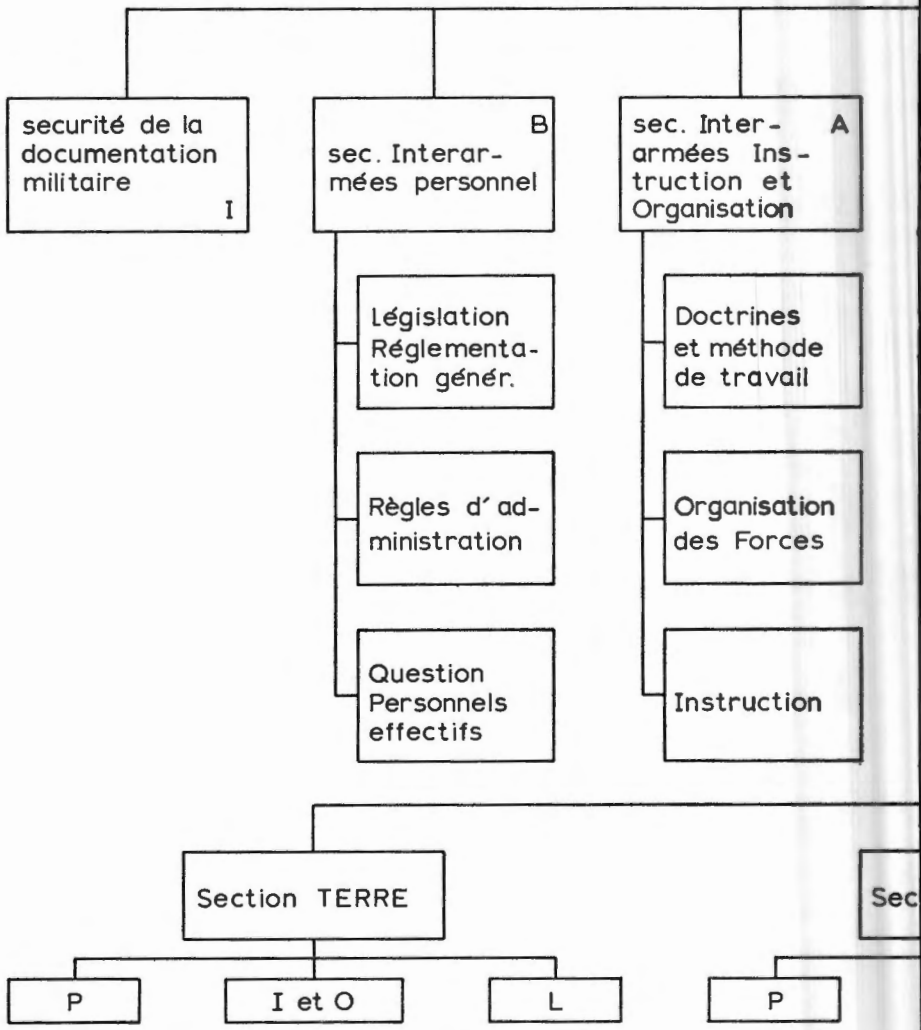 securité de la
documentation
militaire
I
B
sec. Interar-
mées personnel
A
sec. Inter-
armées Ins-
truction et
Organisation
Législation
Réglementa-
tion génér.
Règles d'ad-
ministration
Question
Personnels
effectifs
Doctrines
et méthode
de travail
Organisation
des Forces
Instruction
Section TERRE
Sec
P
I et O
L
P